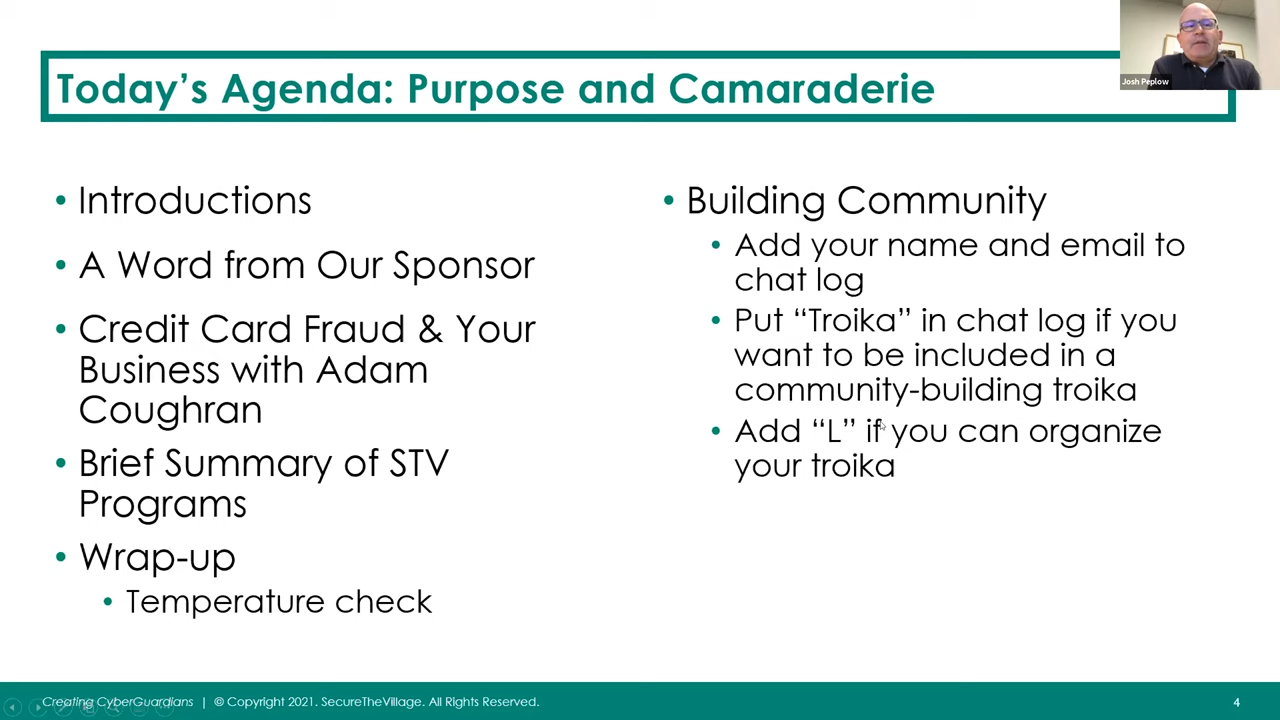 Josh Peplow
Today’s Agenda: Purpose and Camaraderie
• Introductions
• A Word from Our Sponsor
• Credit Card Fraud & Your
Business with Adam
Coughran
• Brief Summary of STV
Programs
• Wrap-up
• Temperature check
• Building Community
• Add your name and email to
chat log
• Put “Troika” in chat log if you
want to be included in a
community-building troika
• Add “L” if you can organize
your troika
Creating CyberGuardians | © Copyright 2021. SecureTheVillage. All Rights Reserved.
4